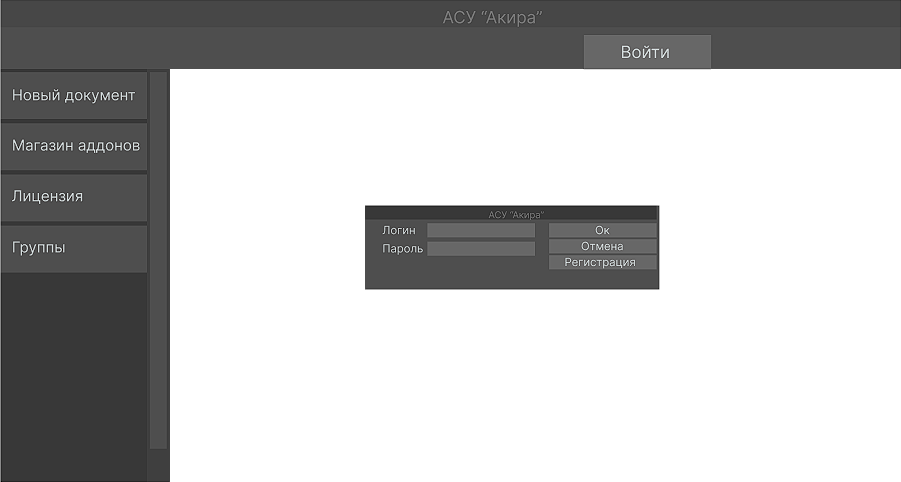 АСУ "Акира"
Войти
Новый документ
Магазин аддонов
Лицензия
Группы
АСУ "Акира"
Логин
Ок
Пароль
Отмена
Регистрация